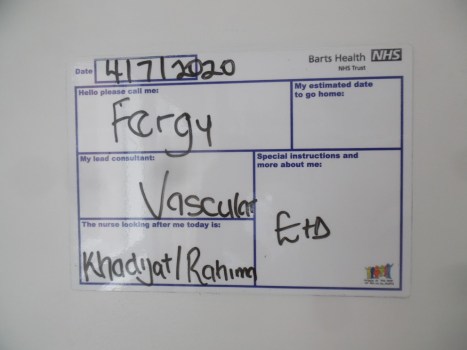 Barts Health NHS
NHS Trust
Date 4/7/2020
Hello please call me:
Fergy
My estimated date
to go home:
My lead consultant:
Vascular
Special instructions and
more about me:
E+D
The nurse looking after me today is:
Khadijat/Rahima